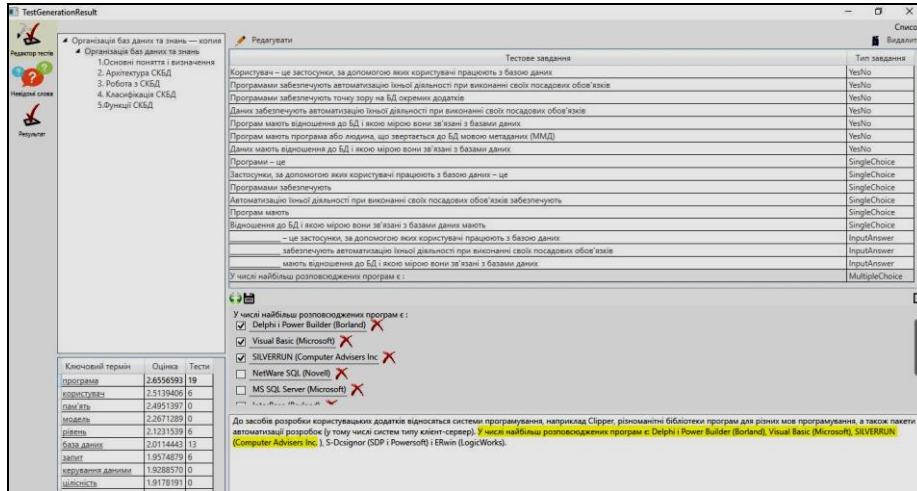 TestGenerationResult
Списо
Редактор тестів
Невідомі слова
Результат
Організація баз даних та знань — копия
Організація баз даних та знань
1.Основні поняття і визначення
2. Архітектура СКБД
3. Робота з СКБД
4. Класифікація СКБД
5.Функції СКБД
Редагувати
Видалит
Тестове завдання Тип завдання
Користувач – це застосунки, за допомогою яких користувачі працюють з базою даних YesNo
Програмами забезпечують автоматизацію їхньої діяльності при виконанні своїх посадових обов'язків YesNo
Програмами забезпечують точку зору на БД окремих додатків YesNo
Даних забезпечують автоматизацію їхньої діяльності при виконанні своїх посадових обов'язків YesNo
Програм мають відношення до БД і якою мірою вони зв'язані з базами даних YesNo
Програм мають програма або людина, що звертається до БД мовою метаданих (ММД) YesNo
Даних мають відношення до БД і якою мірою вони зв'язані з базами даних YesNo
Програми – це SingleChoice
Застосунки, за допомогою яких користувачі працюють з базою даних – це SingleChoice
Програмами забезпечують SingleChoice
Автоматизацію їхньої діяльності при виконанні своїх посадових обов'язків забезпечують SingleChoice
Програм мають SingleChoice
Відношення до БД і якою мірою вони зв'язані з базами даних мають SingleChoice
__________ – це застосунки, за допомогою яких користувачі працюють з базою даних InputAnswer
__________ забезпечують автоматизацію їхньої діяльності при виконанні своїх посадових обов'язків InputAnswer
__________ мають відношення до БД і якою мірою вони зв'язані з базами даних InputAnswer
У числі найбільш розповсюджених програм є : MultipleChoice
У числі найбільш розповсюджених програм є :
Delphi і Power Builder (Borland)
Visual Basic (Microsoft)
SILVERRUN (Computer Advisers Inc
NetWare SQL (Novell)
MS SQL Server (Microsoft)
Ключовий термін Оцінка Тести
програма 2.6556593 19
користувач 2.5139406 6
пам'ять 2.4951397 0
модель 2.2671289 0
рівень 2.1231539 6
база даних 2.0114443 13
запит 1.9574879 6
керування даними 1.9288570 0
цілісність 1.9178191 0
До засобів розробки користувацьких додатків відносяться системи програмування, наприклад Clipper, різноманітні бібліотеки програм для різних мов програмування, а також пакети
автоматизації розробок (у тому числі систем типу клієнт-сервер). У числі найбільш розповсюджених програм є: Delphi і Power Builder (Borland), Visual Basic (Microsoft), SILVERRUN
(Computer Advisers Inc. ), S-Dcsignor (SDP і Powersoft) і ERwin (LogicWorks).